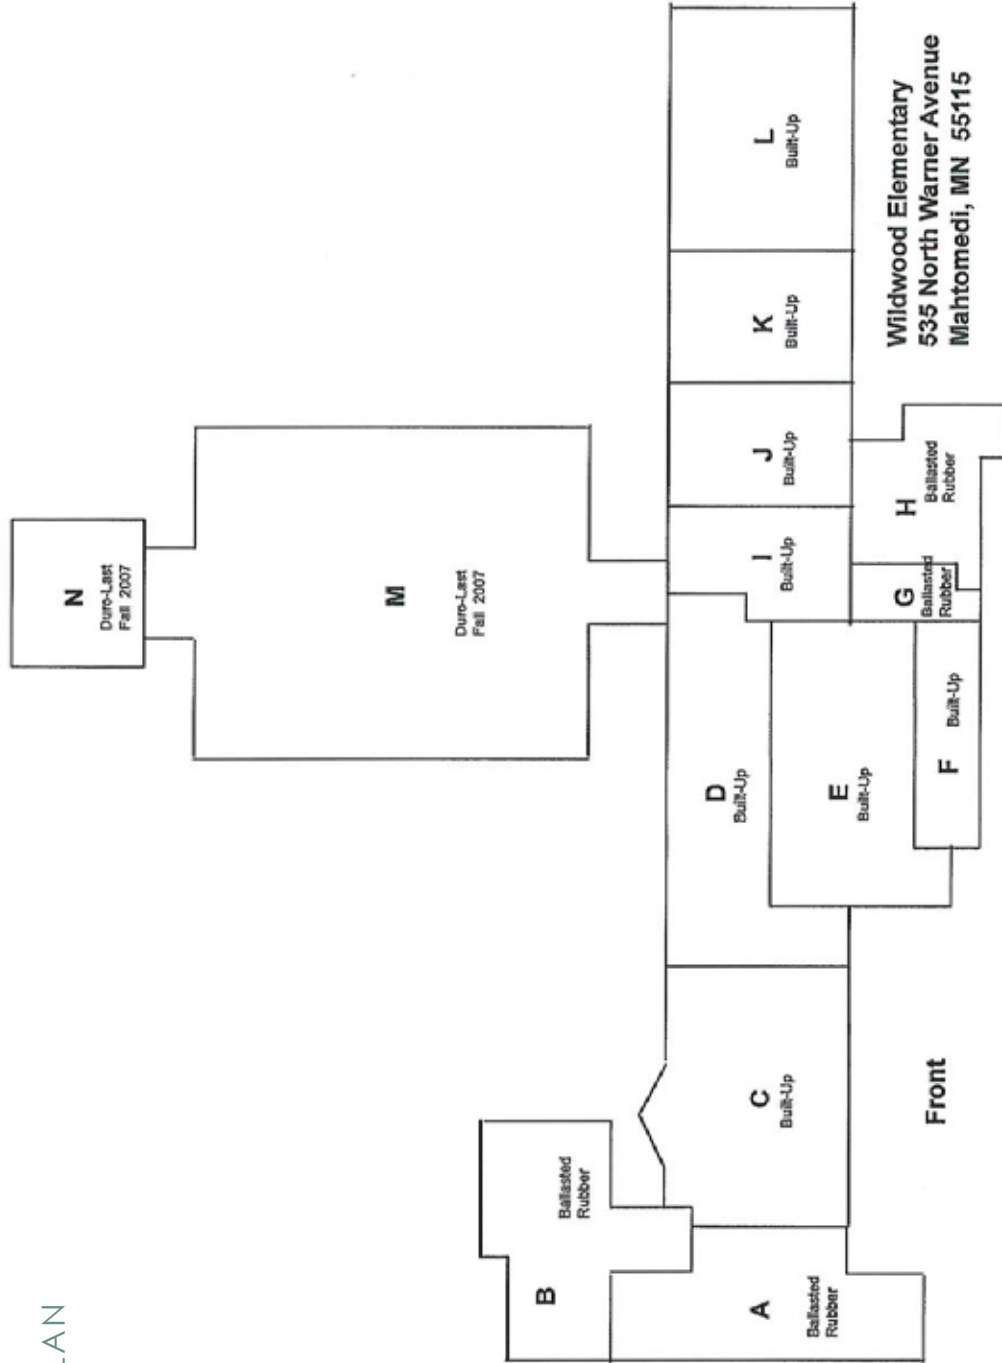 LAN
N
Duro-Last
Fall 2007
M
Duro-Last
Fall 2007
B
Ballasted
Rubber
A
Ballasted
Rubber
C
Built-Up
D
Built-Up
E
Built-Up
F
Built-Up
G
Ballasted
Rubber
H
Ballasted
Rubber
I
Built-Up
J
Built-Up
K
Built-Up
L
Built-Up
Front
Wildwood Elementary
535 North Warner Avenue
Mahtomedi, MN 55115